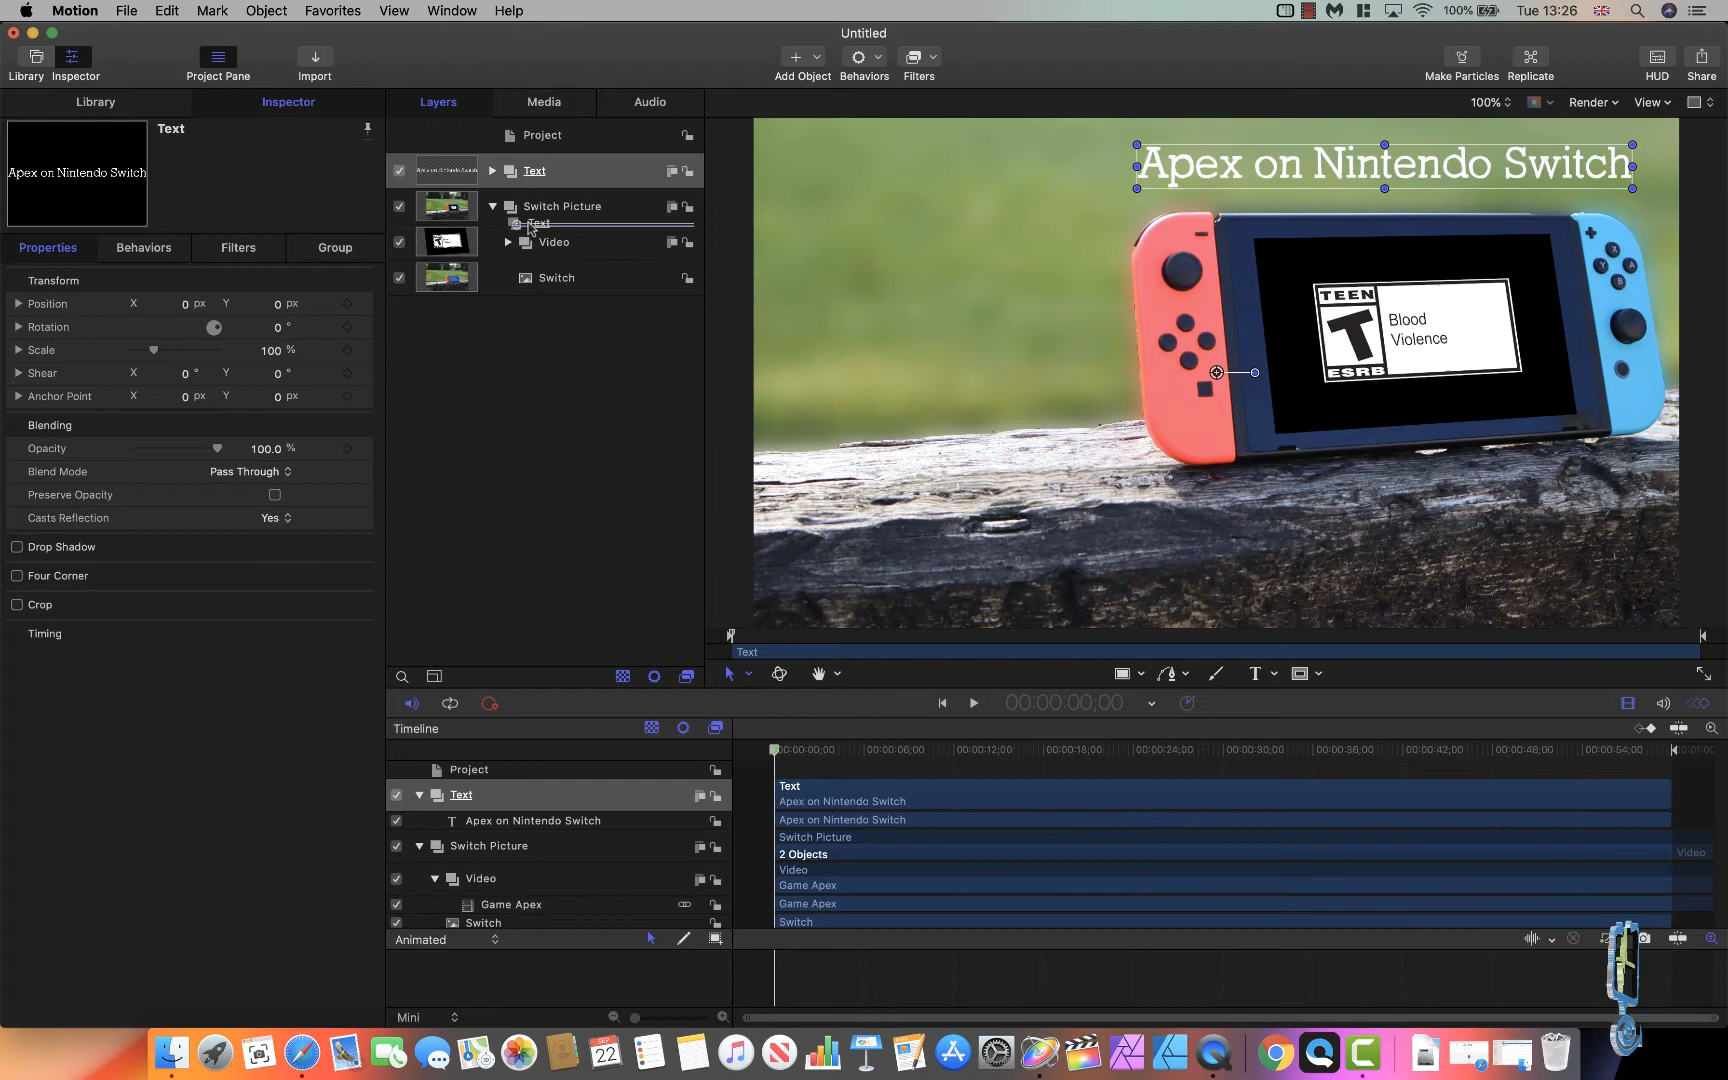 Motion File Edit Mark Object Favorites View Window Help 100% Tue 13:26
Untitled
Library Inspector Project Pane Import Add Object Behaviors Filters Make Particles Replicate HUD Share
Library Inspector Layers Media Audio 100% Render View
Text
Apex on Nintendo Switch
Properties Behaviors Filters Group
Transform
Position X 0 px Y 0 px
Rotation 0 °
Scale 100 %
Shear X 0 ° Y 0 °
Anchor Point X 0 px Y 0 px
Blending
Opacity 100.0 %
Blend Mode Pass Through
Preserve Opacity
Casts Reflection Yes
Drop Shadow
Four Corner
Crop
Timing
Project
Text
Switch Picture
Text
Video
Switch
Apex on Nintendo Switch
Y X A B
TEEN
T
ESRB
Blood
Violence
Text
T
00:00:00;00
Timeline
00:00:00;00 00:00:06;00 00:00:12;00 00:00:18;00 00:00:24;00 00:00:30;00 00:00:36;00 00:00:42;00 00:00:48;00 00:00:54;00
Project
Text
T Apex on Nintendo Switch
Switch Picture
Video
Game Apex
Switch
Text
Apex on Nintendo Switch
Apex on Nintendo Switch
Switch Picture
2 Objects
Video
Video
Game Apex
Game Apex
Switch
Animated
Mini
SEP
22